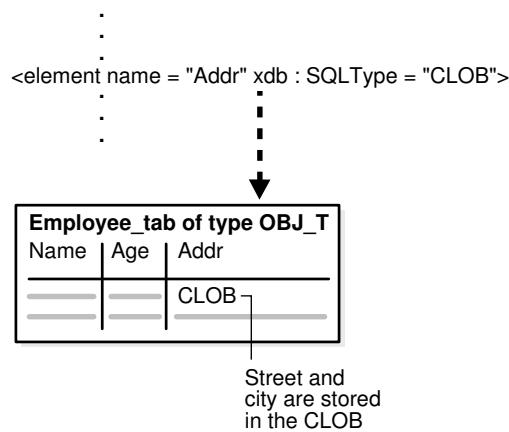 <element name = "Addr" xdb : SQLType = "CLOB">
Employee_tab of type OBJ_T
Name Age Addr
CLOB
Street and
city are stored
in the CLOB